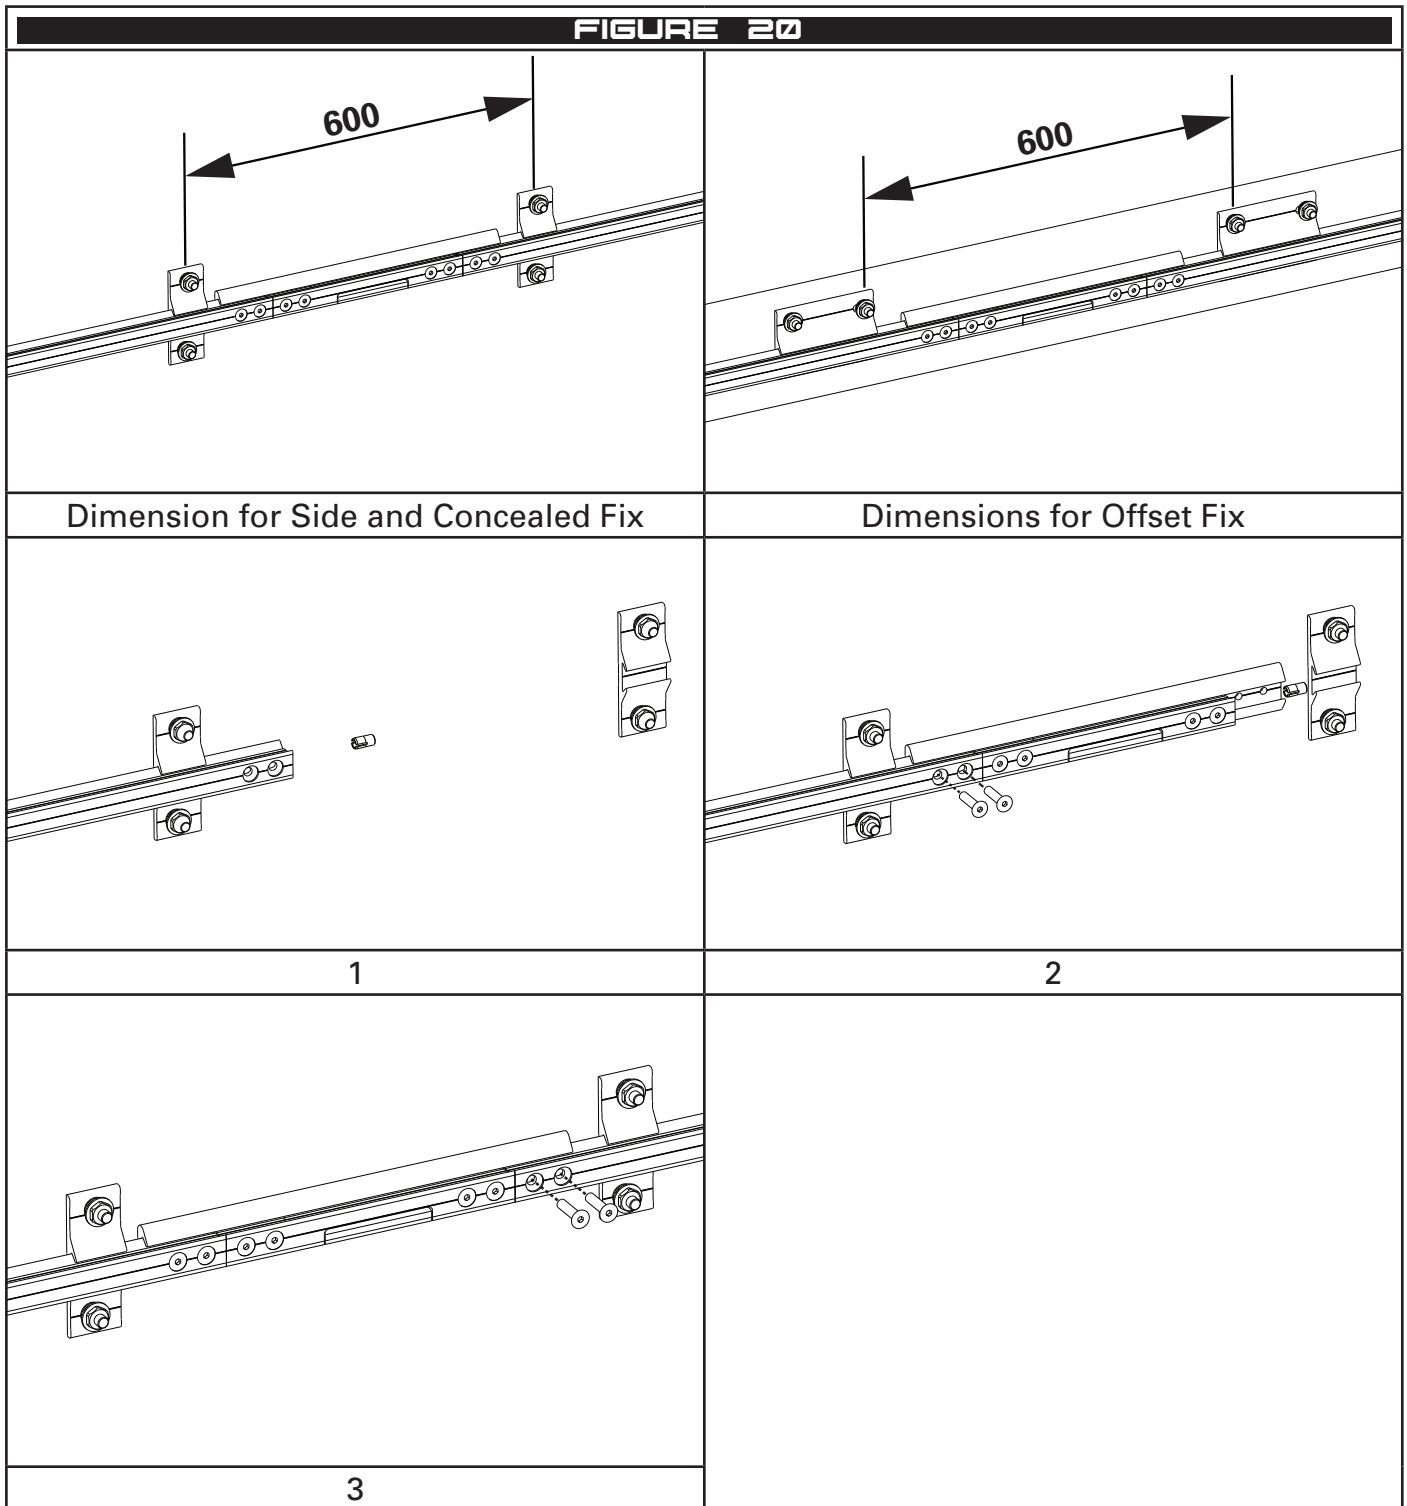 FIGURE 20
600
600
Dimension for Side and Concealed Fix
Dimensions for Offset Fix
1
2
3